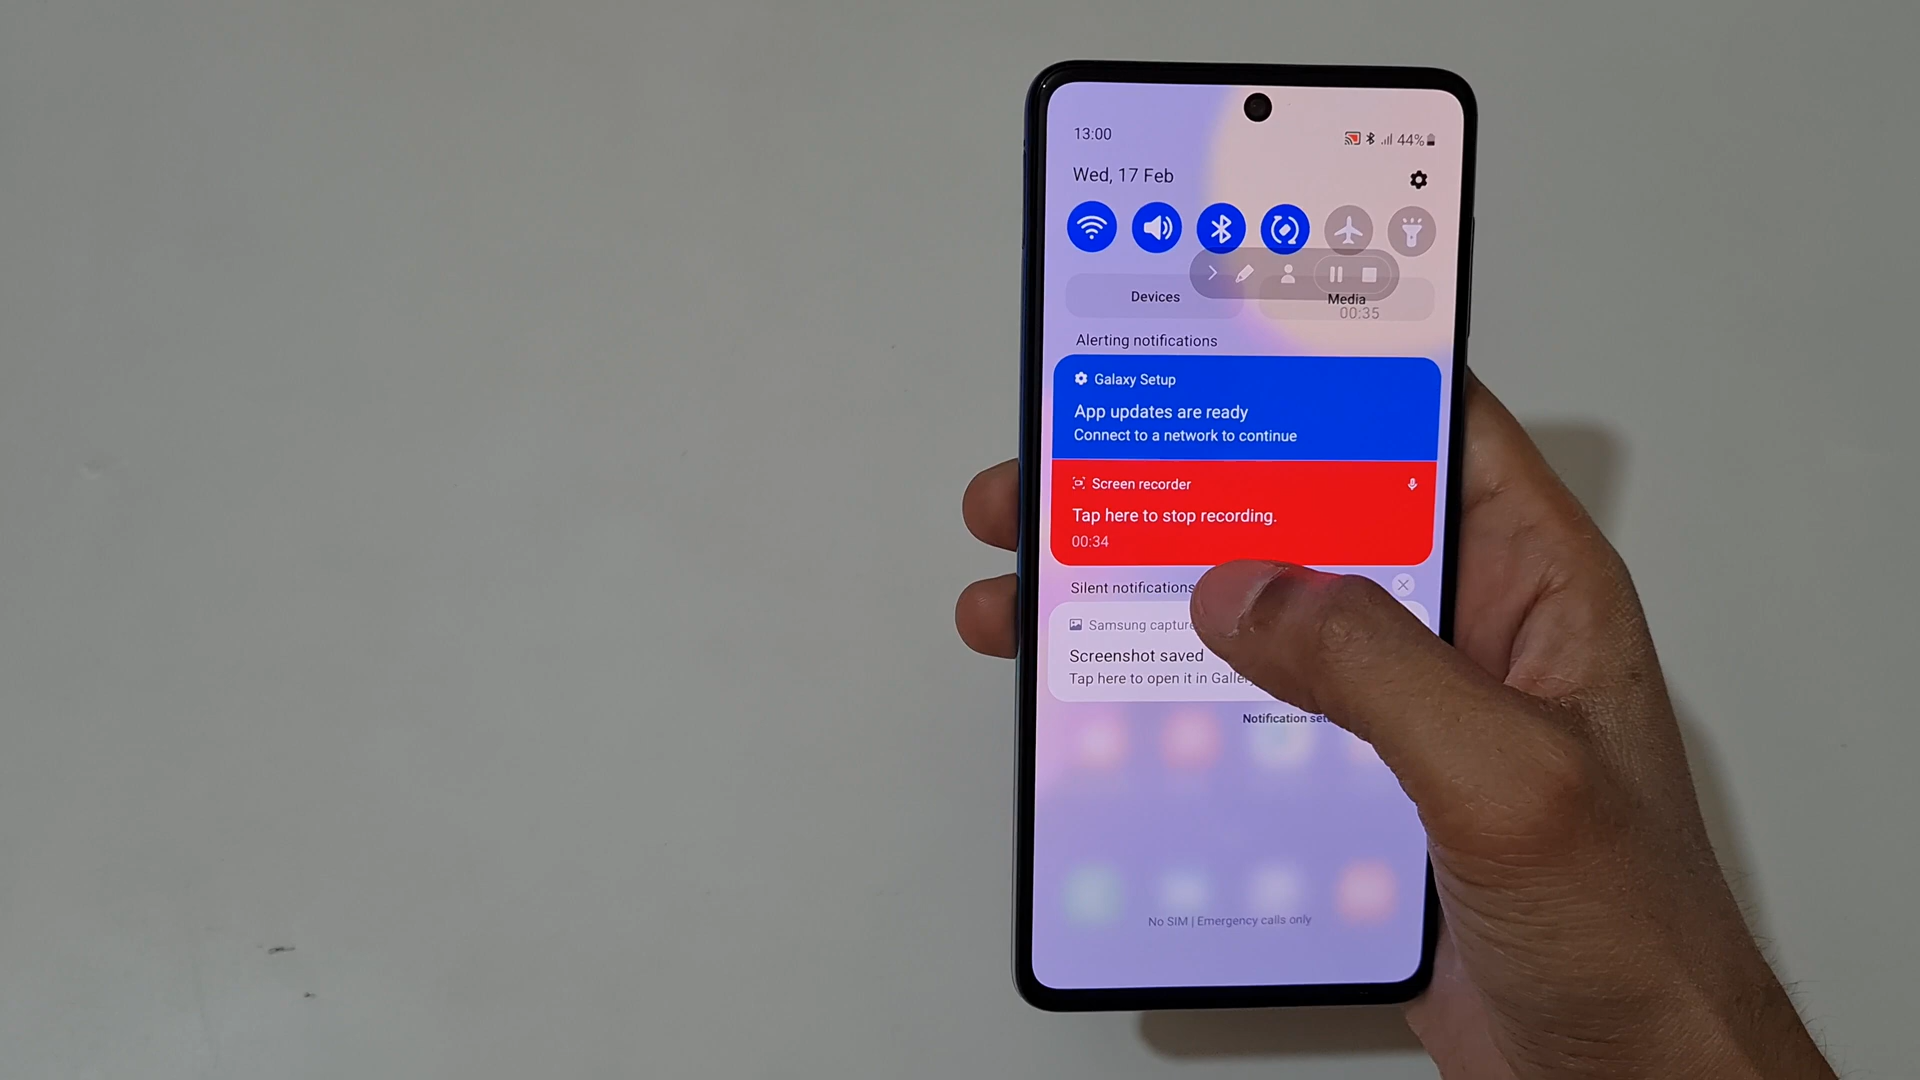 13:00
44%
Wed, 17 Feb
Devices
Media
00:35
Alerting notifications
Galaxy Setup
App updates are ready
Connect to a network to continue
Screen recorder
Tap here to stop recording.
00:34
Silent notifications
Samsung capture
Screenshot saved
Tap here to open it in Gallery
Notification
No SIM | Emergency calls only